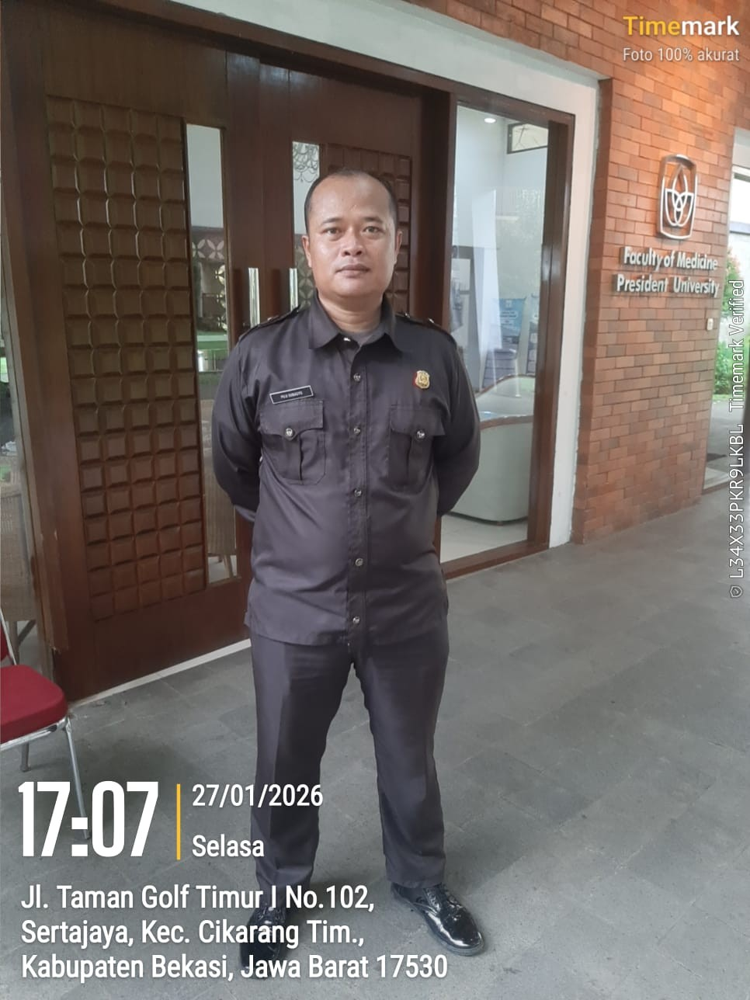 Timemark
Foto 100% akurat
Faculty of Medicine
President University
L34X33PKR9LKBL Timemark Verified
17:07
27/01/2026
Selasa
Jl. Taman Golf Timur I No.102,
Sertajaya, Kec. Cikarang Tim.,
Kabupaten Bekasi, Jawa Barat 17530